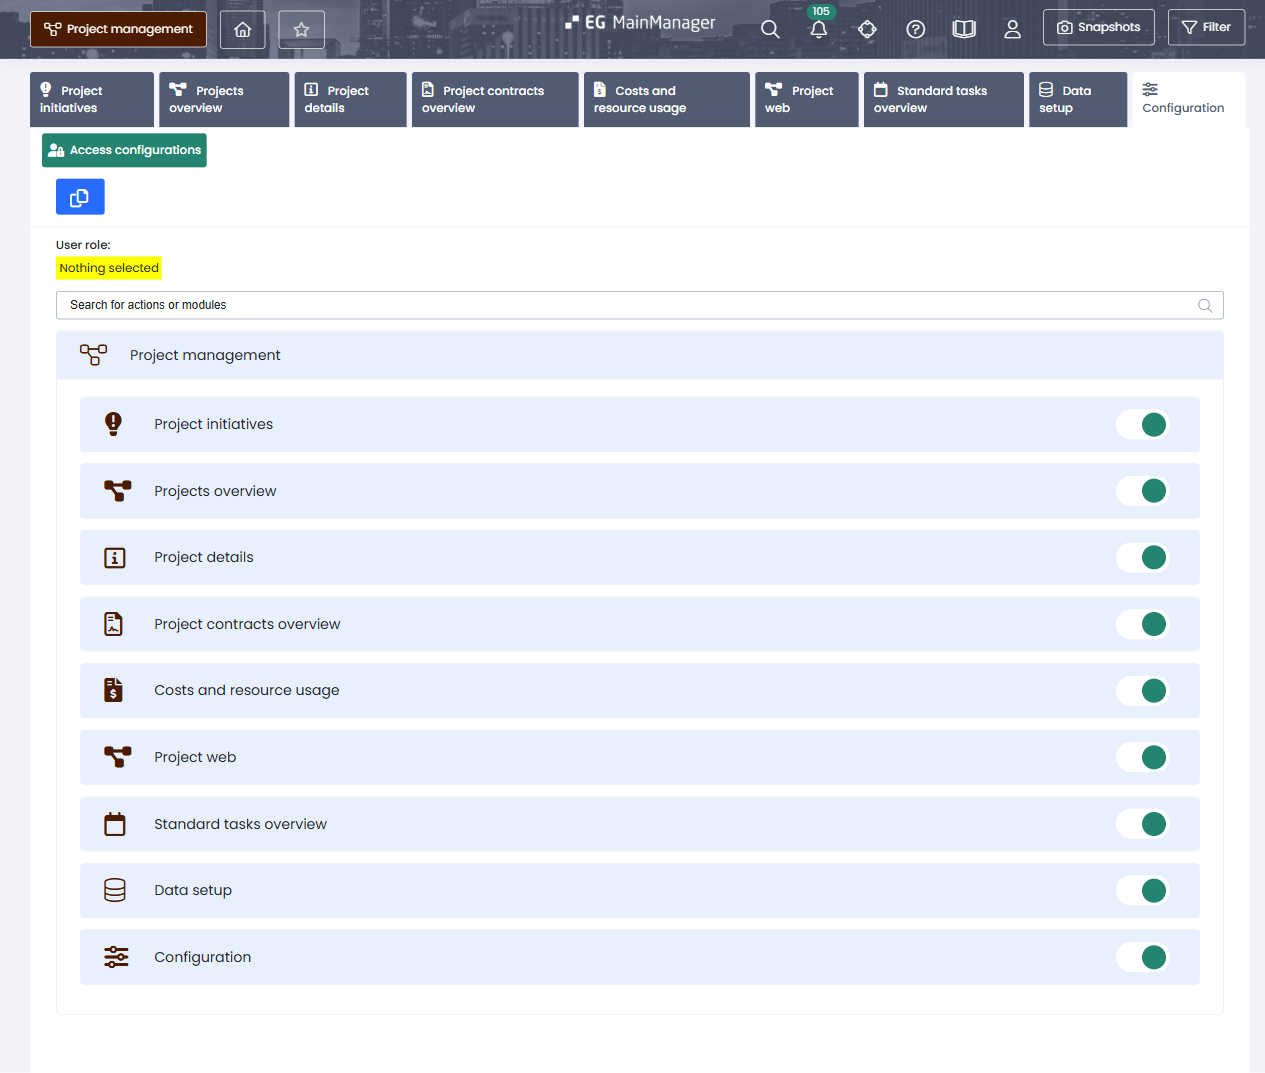 Project management
EG MainManager
105
Snapshots
Filter
Project
initiatives
Projects
overview
Project
details
Project contracts
overview
Costs and
resource usage
Project
web
Standard tasks
overview
Data
setup
Configuration
Access configurations
User role:
Nothing selected
Search for actions or modules
Project management
Project initiatives
Projects overview
Project details
Project contracts overview
Costs and resource usage
Project web
Standard tasks overview
Data setup
Configuration